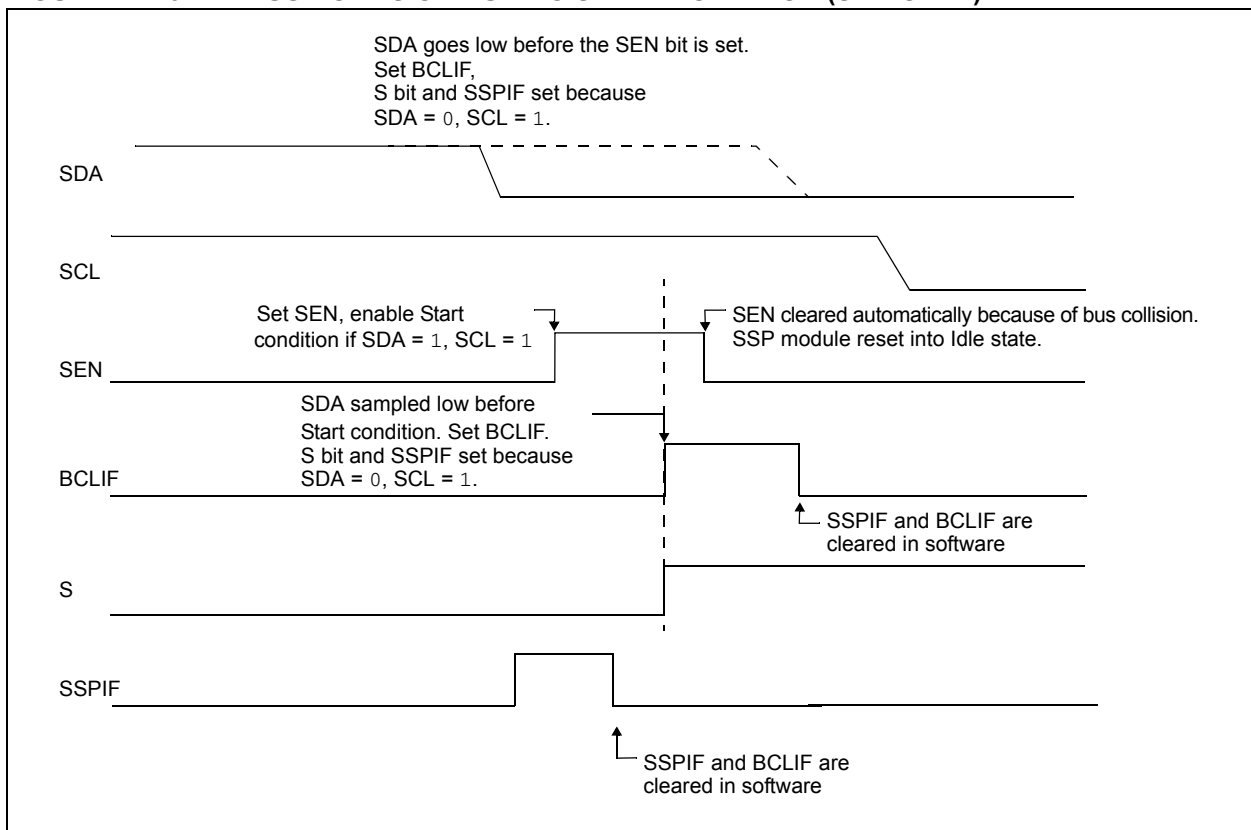 SDA goes low before the SEN bit is set.
Set BCLIF,
S bit and SSPIF set because
SDA = 0, SCL = 1.
SDA
SCL
Set SEN, enable Start
condition if SDA = 1, SCL = 1
SEN cleared automatically because of bus collision.
SSP module reset into Idle state.
SEN
SDA sampled low before
Start condition. Set BCLIF.
S bit and SSPIF set because
SDA = 0, SCL = 1.
BCLIF
SSPIF and BCLIF are
cleared in software
S
SSPIF
SSPIF and BCLIF are
cleared in software